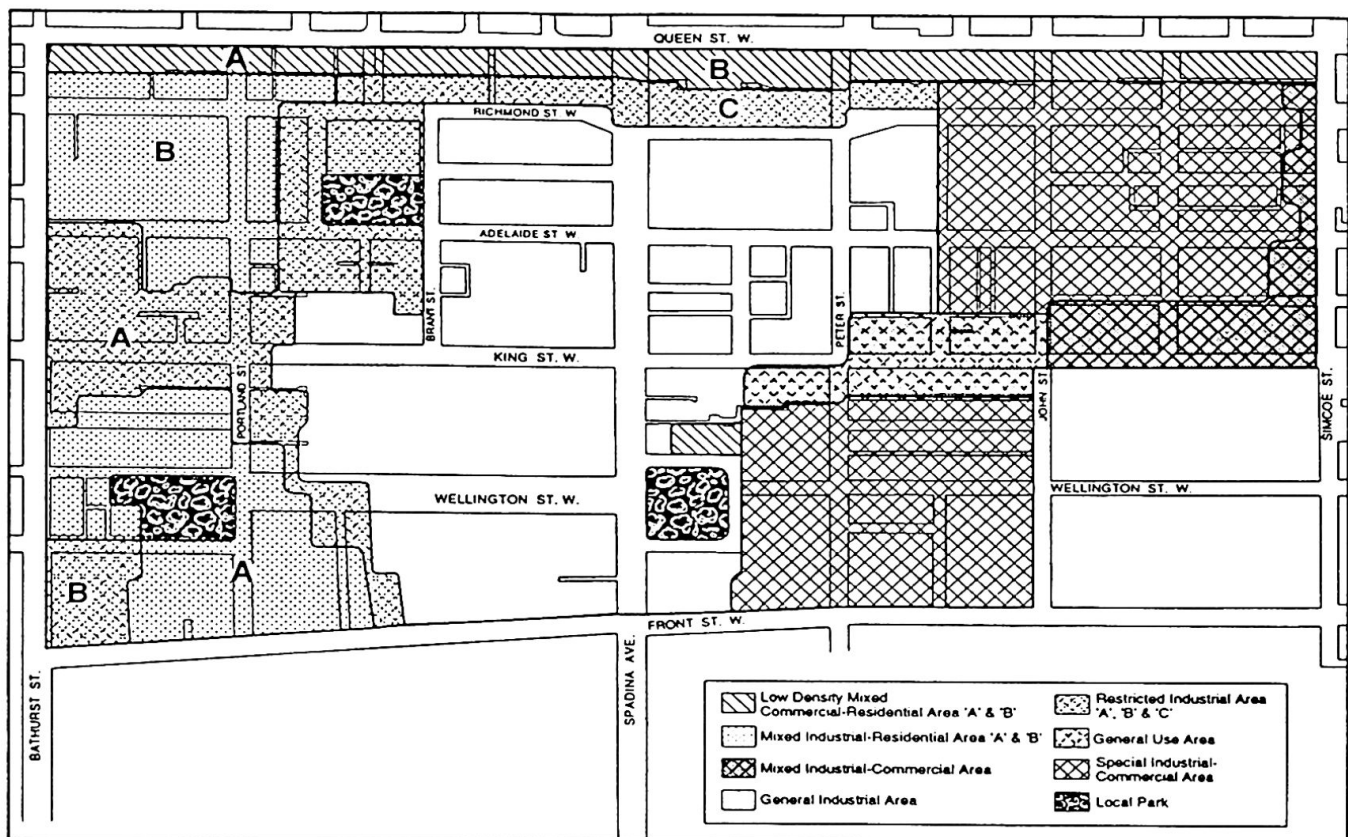 QUEEN ST. W.
A
B
RICHMOND ST. W
C
B
ADELAIDE ST. W
BRANT ST.
PETER ST.
A
KING ST. W.
PORTLAND ST.
JOHN ST.
SIMCOE ST.
WELLINGTON ST. W.
WELLINGTON ST. W.
A
B
FRONT ST. W.
BATHURST ST.
SPADINA AVE.
Low Density Mixed
Commercial-Residential Area 'A' & 'B'
Mixed Industrial-Residential Area 'A' & 'B'
Mixed Industrial-Commercial Area
General Industrial Area
Restricted Industrial Area
'A', 'B' & 'C'
General Use Area
Special Industrial-
Commercial Area
Local Park